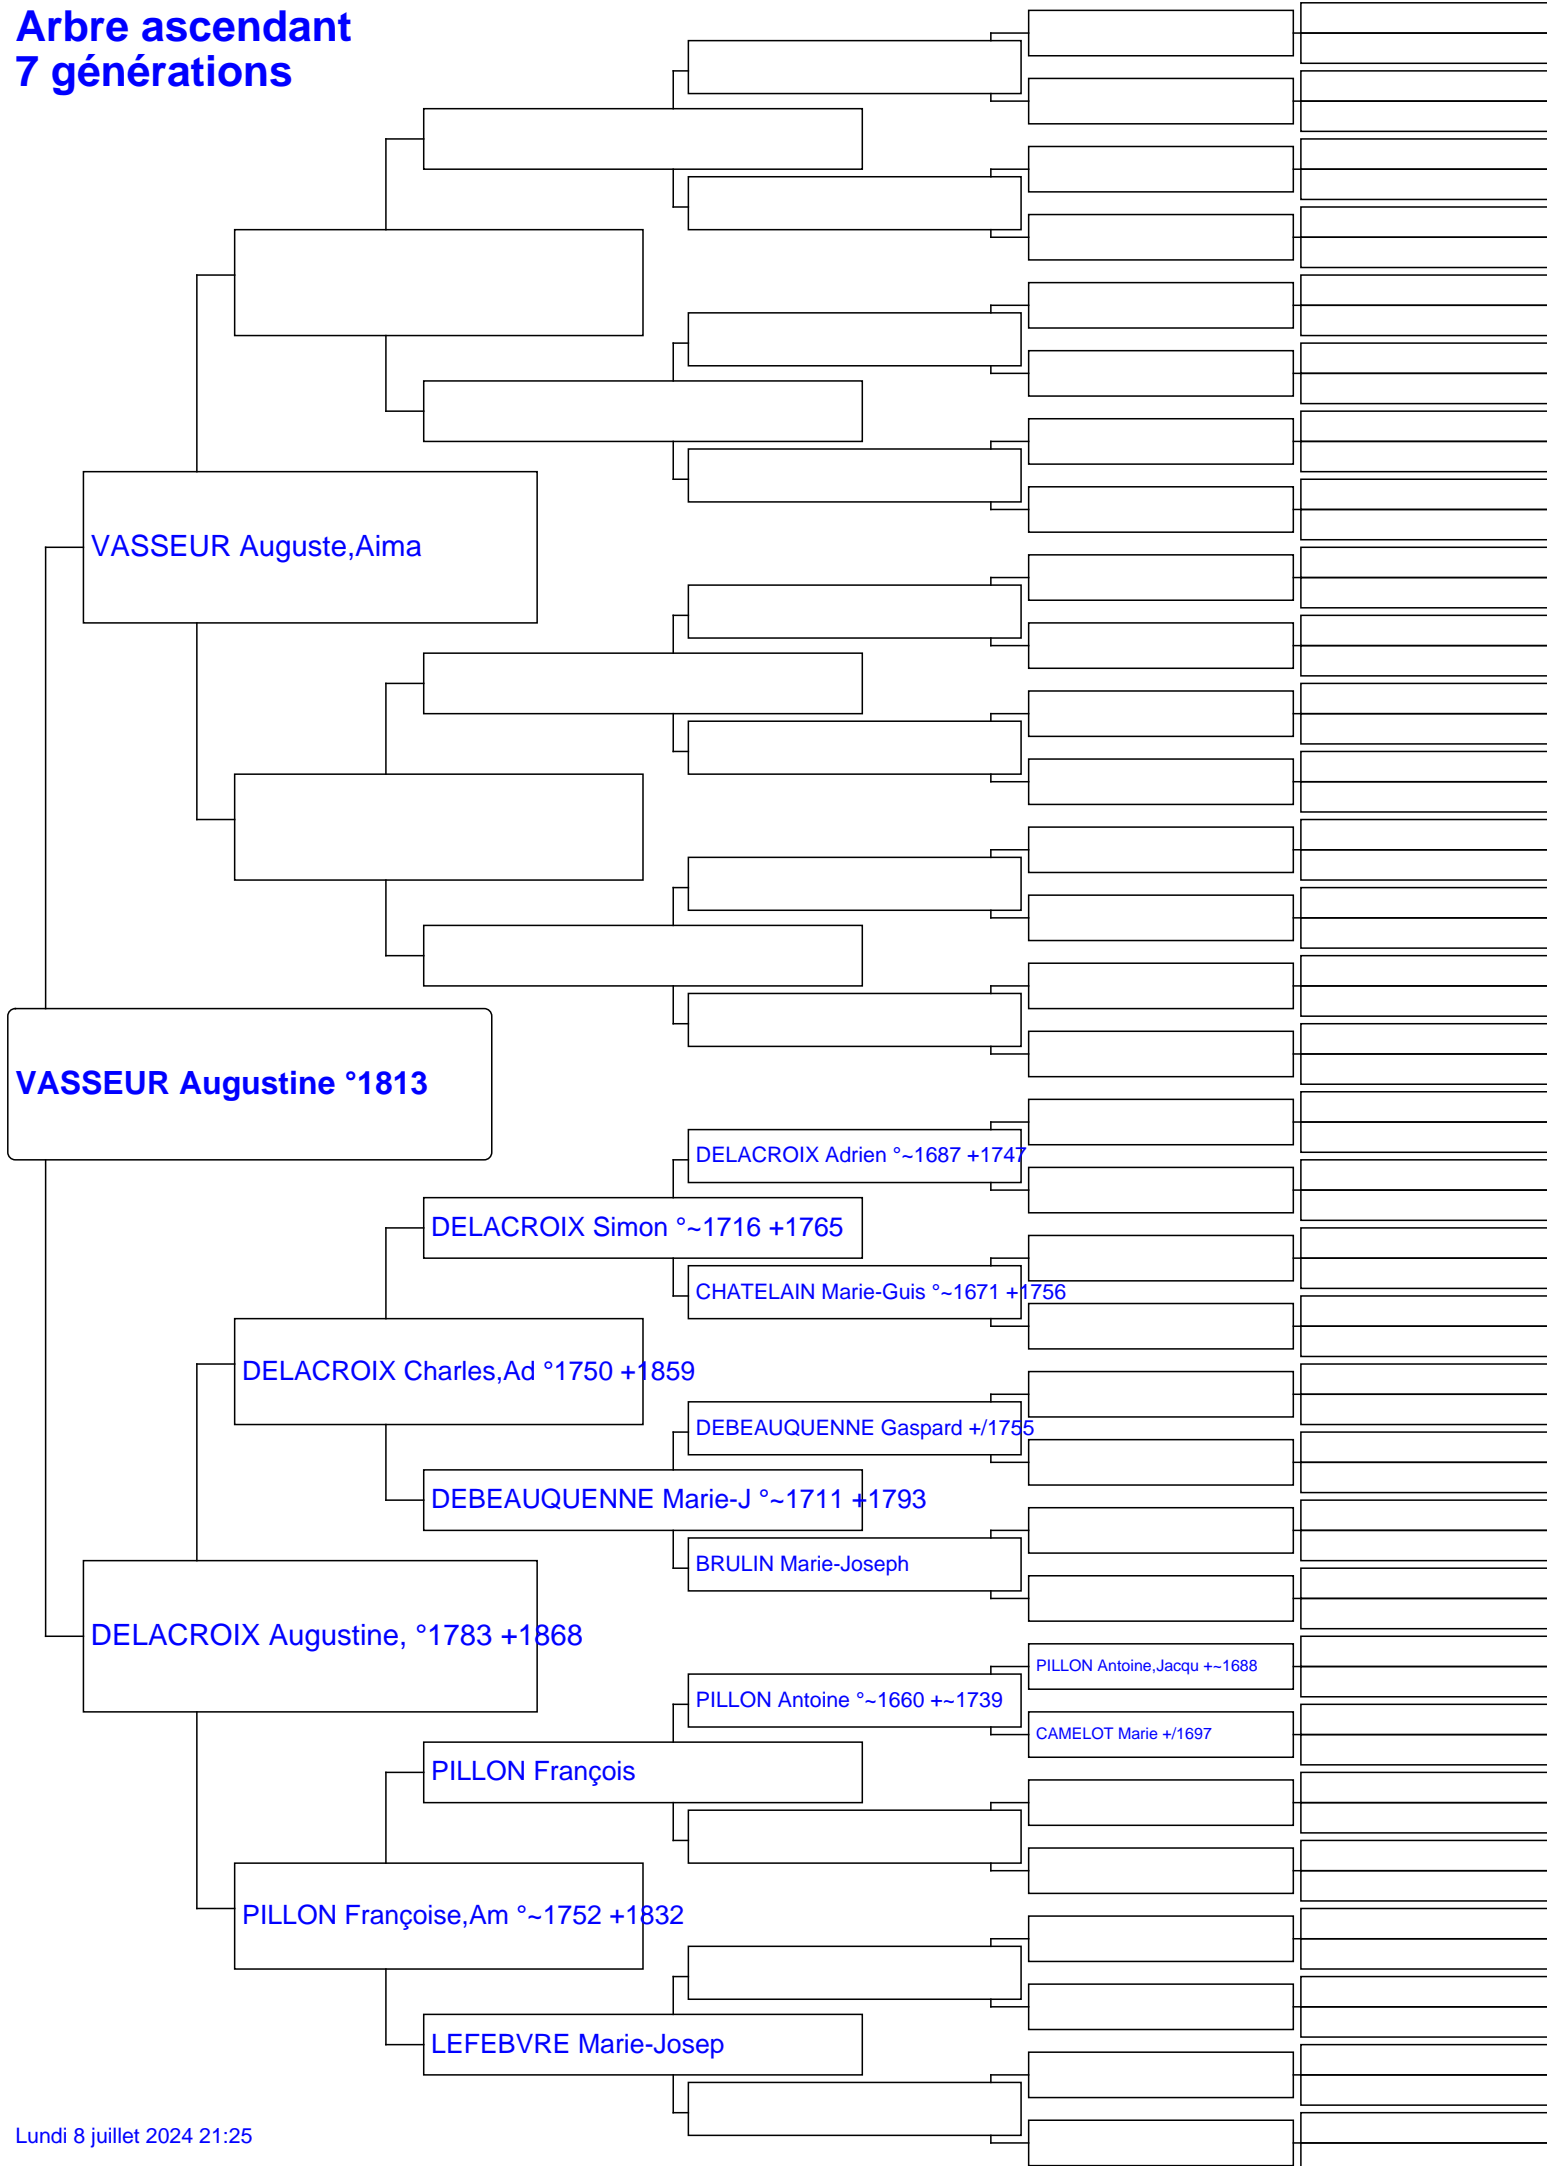 Arbre ascendant
7 générations
VASSEUR Auguste,Aima
VASSEUR Augustine °1813
DELACROIX Adrien °~1687 +1747
DELACROIX Simon °~1716 +1765
CHATELAIN Marie-Guis °~1671 +1756
DELACROIX Charles,Ad °1750 +1859
DEBEAUQUENNE Gaspard +/1755
DEBEAUQUENNE Marie-J °~1711 +1793
BRULIN Marie-Joseph
DELACROIX Augustine, °1783 +1868
PILLON Antoine,Jacqu +~1688
PILLON Antoine °~1660 +~1739
CAMELOT Marie +/1697
PILLON François
PILLON Françoise,Am °~1752 +1832
LEFEBVRE Marie-Josep
Lundi 8 juillet 2024 21:25